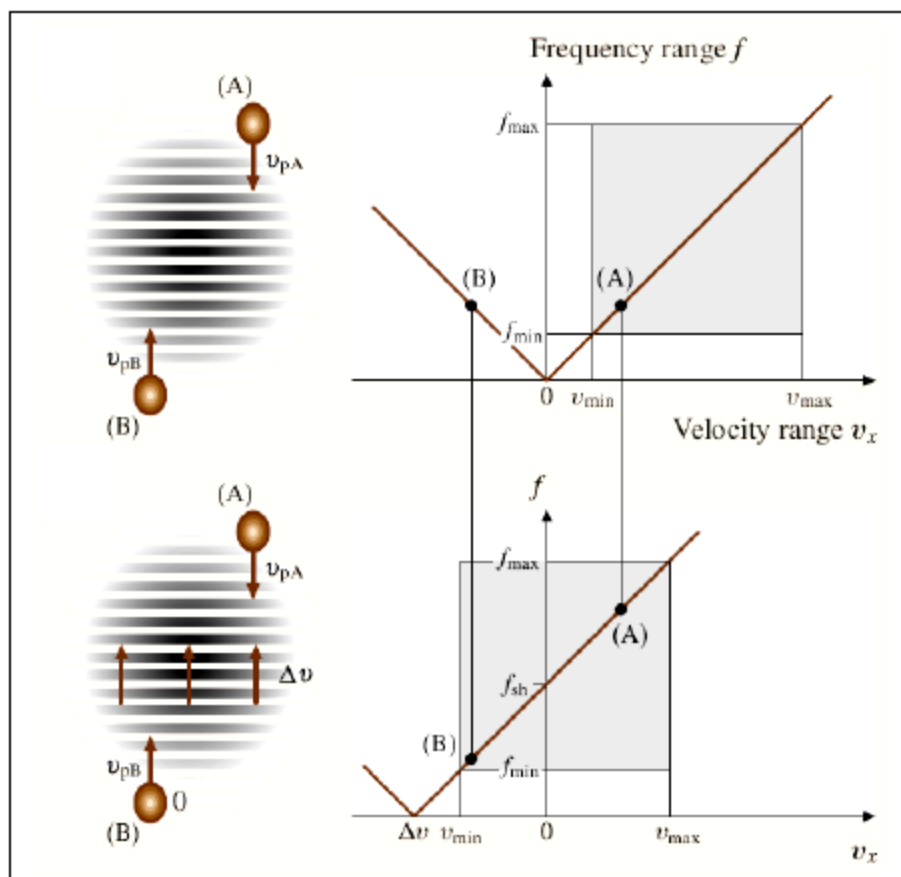 Frequency range f
(A)
f_max
v_pA
(B)
(A)
f_min
v_pB
0
v_min
v_max
(B)
Velocity range v_x
(A)
f
f_max
v_pA
(A)
Δv
f_sh
(B)
v_pB
f_min
0
(B)
Δv
v_min
0
v_max
v_x